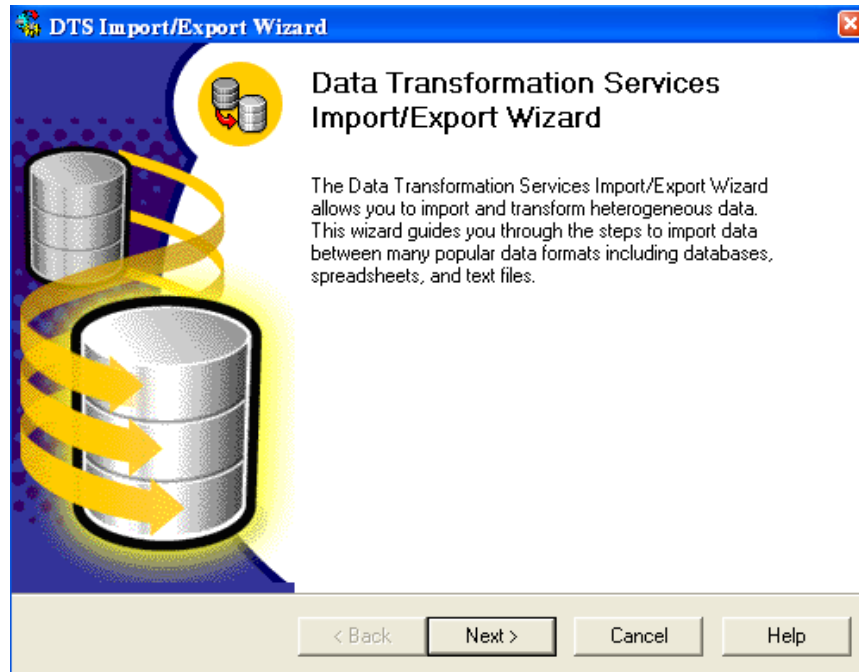 DTS Import/Export Wizard
Data Transformation Services
Import/Export Wizard
The Data Transformation Services Import/Export Wizard
allows you to import and transform heterogeneous data.
This wizard guides you through the steps to import data
between many popular data formats including databases,
spreadsheets, and text files.
< Back
Next >
Cancel
Help